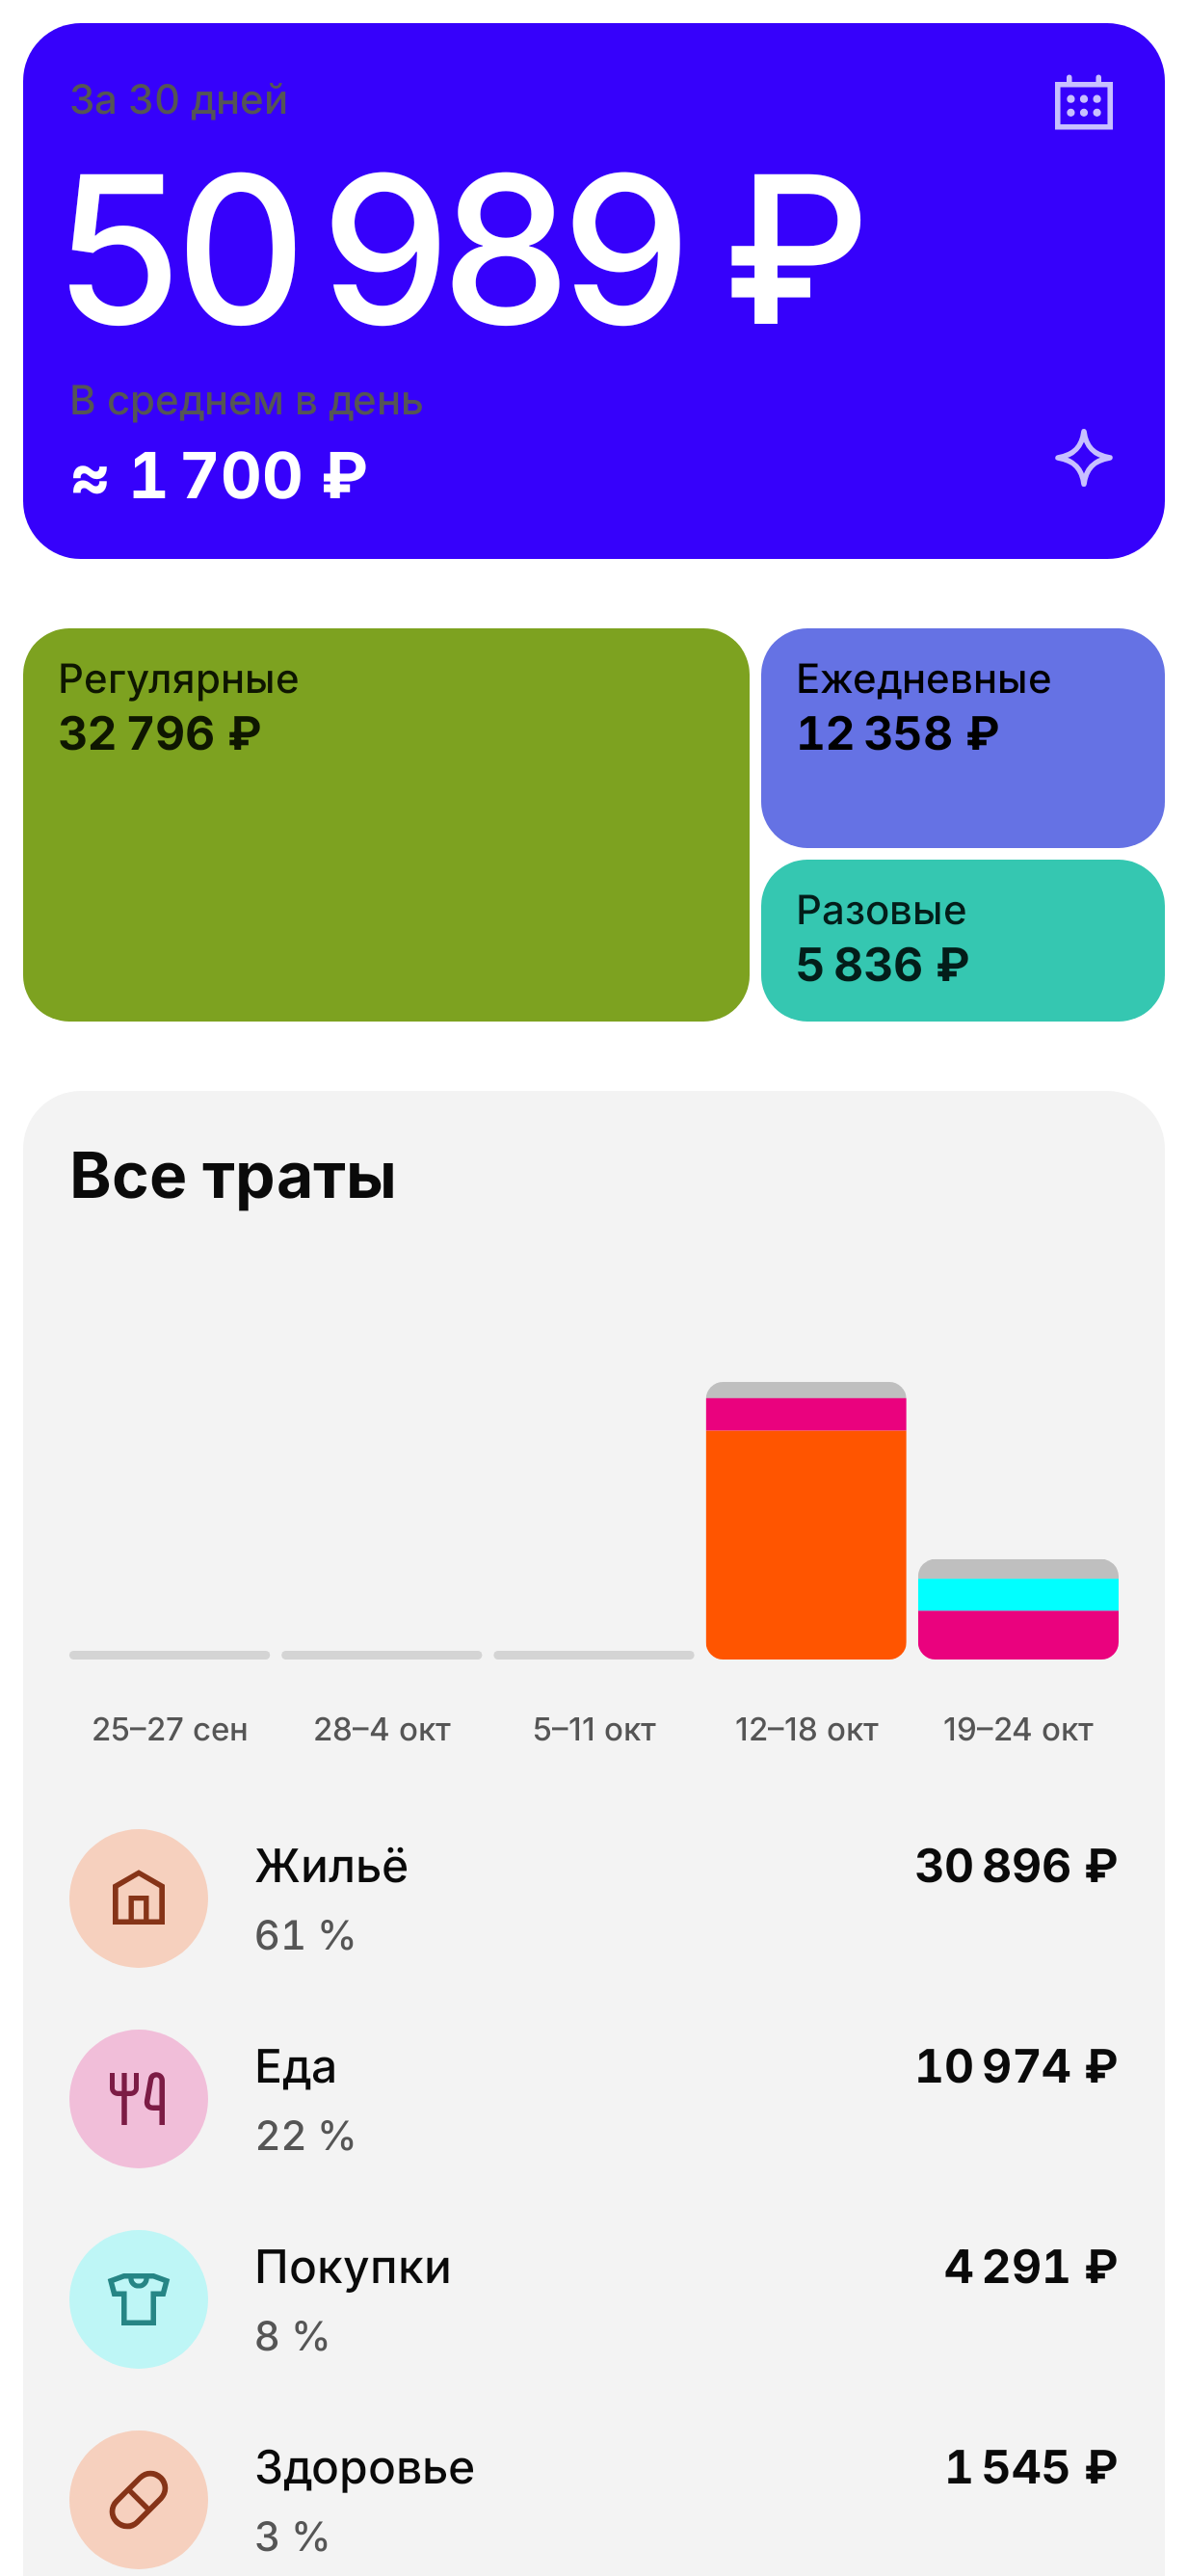 За 30 дней
50 989 ₽
В среднем в день
≈ 1 700 ₽
Регулярные
32 796 ₽
Ежедневные
12 358 ₽
Разовые
5 836 ₽
Все траты
25–27 сен
28–4 окт
5–11 окт
12–18 окт
19–24 окт
Жильё
30 896 ₽
61 %
Еда
10 974 ₽
22 %
Покупки
4 291 ₽
8 %
Здоровье
1 545 ₽
3 %